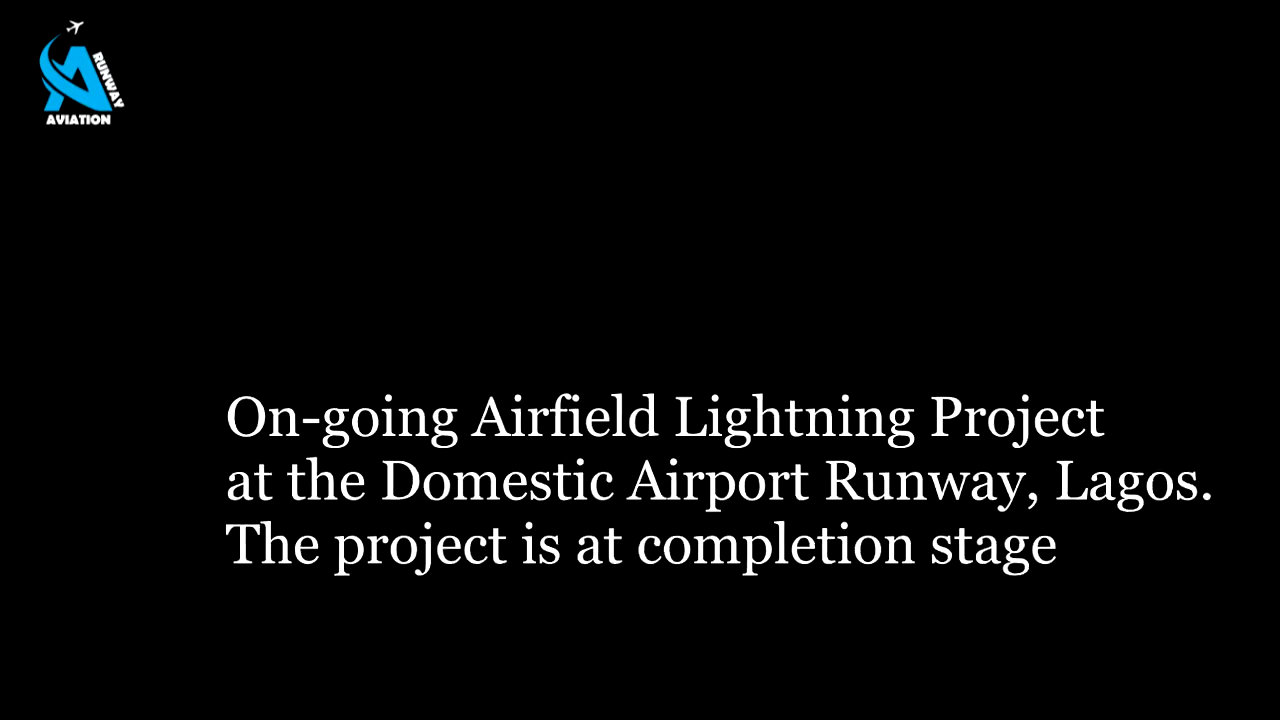 RUNWAY
AVIATION
On-going Airfield Lightning Project
at the Domestic Airport Runway, Lagos.
The project is at completion stage